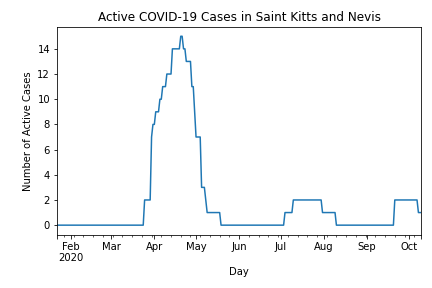 Active COVID-19 Cases in Saint Kitts and Nevis
Number of Active Cases
14
12
10
8
6
4
2
0
Feb Mar Apr May Jun Jul Aug Sep Oct
2020
Day